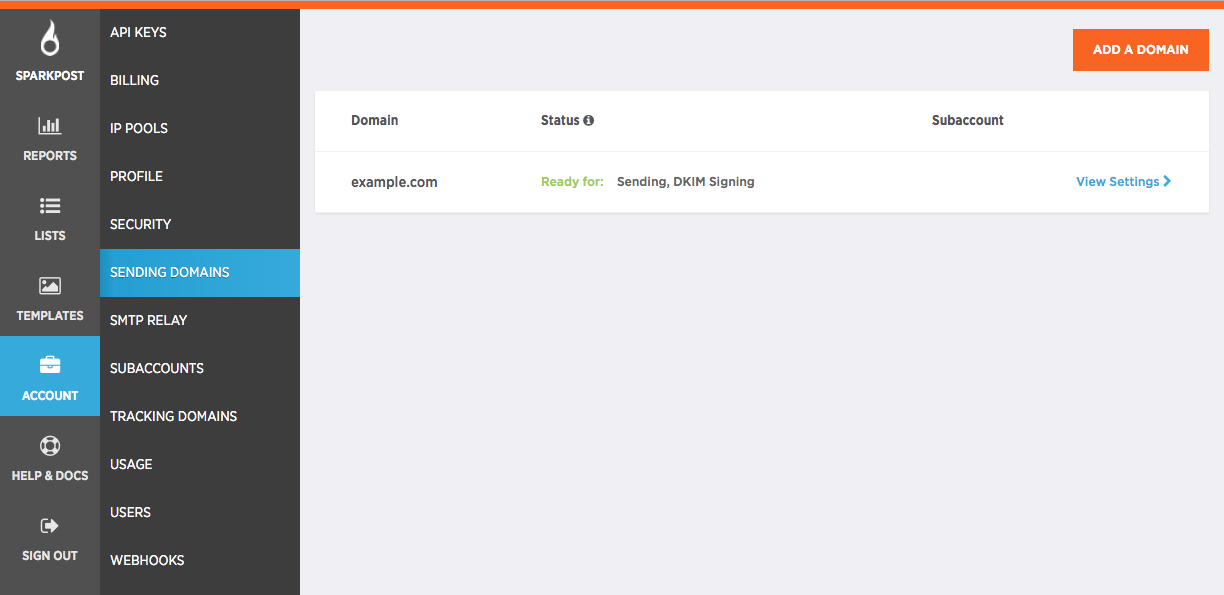 SPARKPOST
REPORTS
LISTS
TEMPLATES
ACCOUNT
HELP & DOCS
SIGN OUT
API KEYS
BILLING
IP POOLS
PROFILE
SECURITY
SENDING DOMAINS
SMTP RELAY
SUBACCOUNTS
TRACKING DOMAINS
USAGE
USERS
WEBHOOKS
ADD A DOMAIN
Domain Status Subaccount
example.com Ready for: Sending, DKIM Signing View Settings